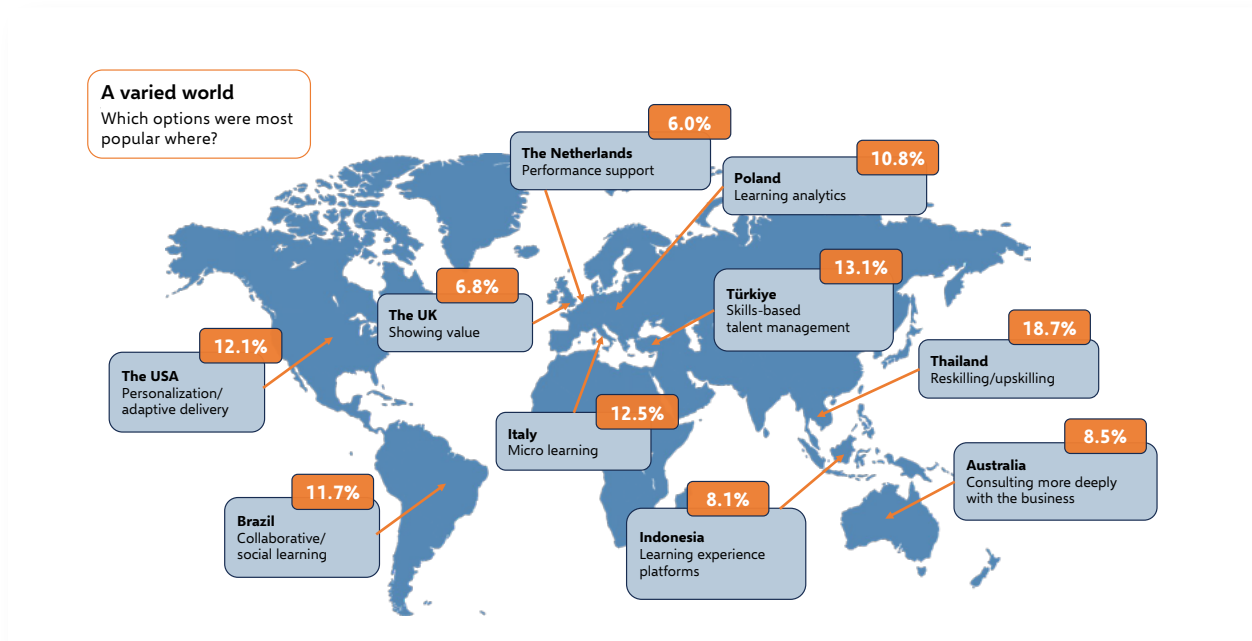 A varied world
Which options were most
popular where?
6.0%
The Netherlands
Performance support
10.8%
Poland
Learning analytics
13.1%
Türkiye
Skills-based
talent management
6.8%
The UK
Showing value
18.7%
Thailand
Reskilling/upskilling
12.1%
The USA
Personalization/
adaptive delivery
12.5%
Italy
Micro learning
8.5%
Australia
Consulting more deeply
with the business
11.7%
Brazil
Collaborative/
social learning
8.1%
Indonesia
Learning experience
platforms